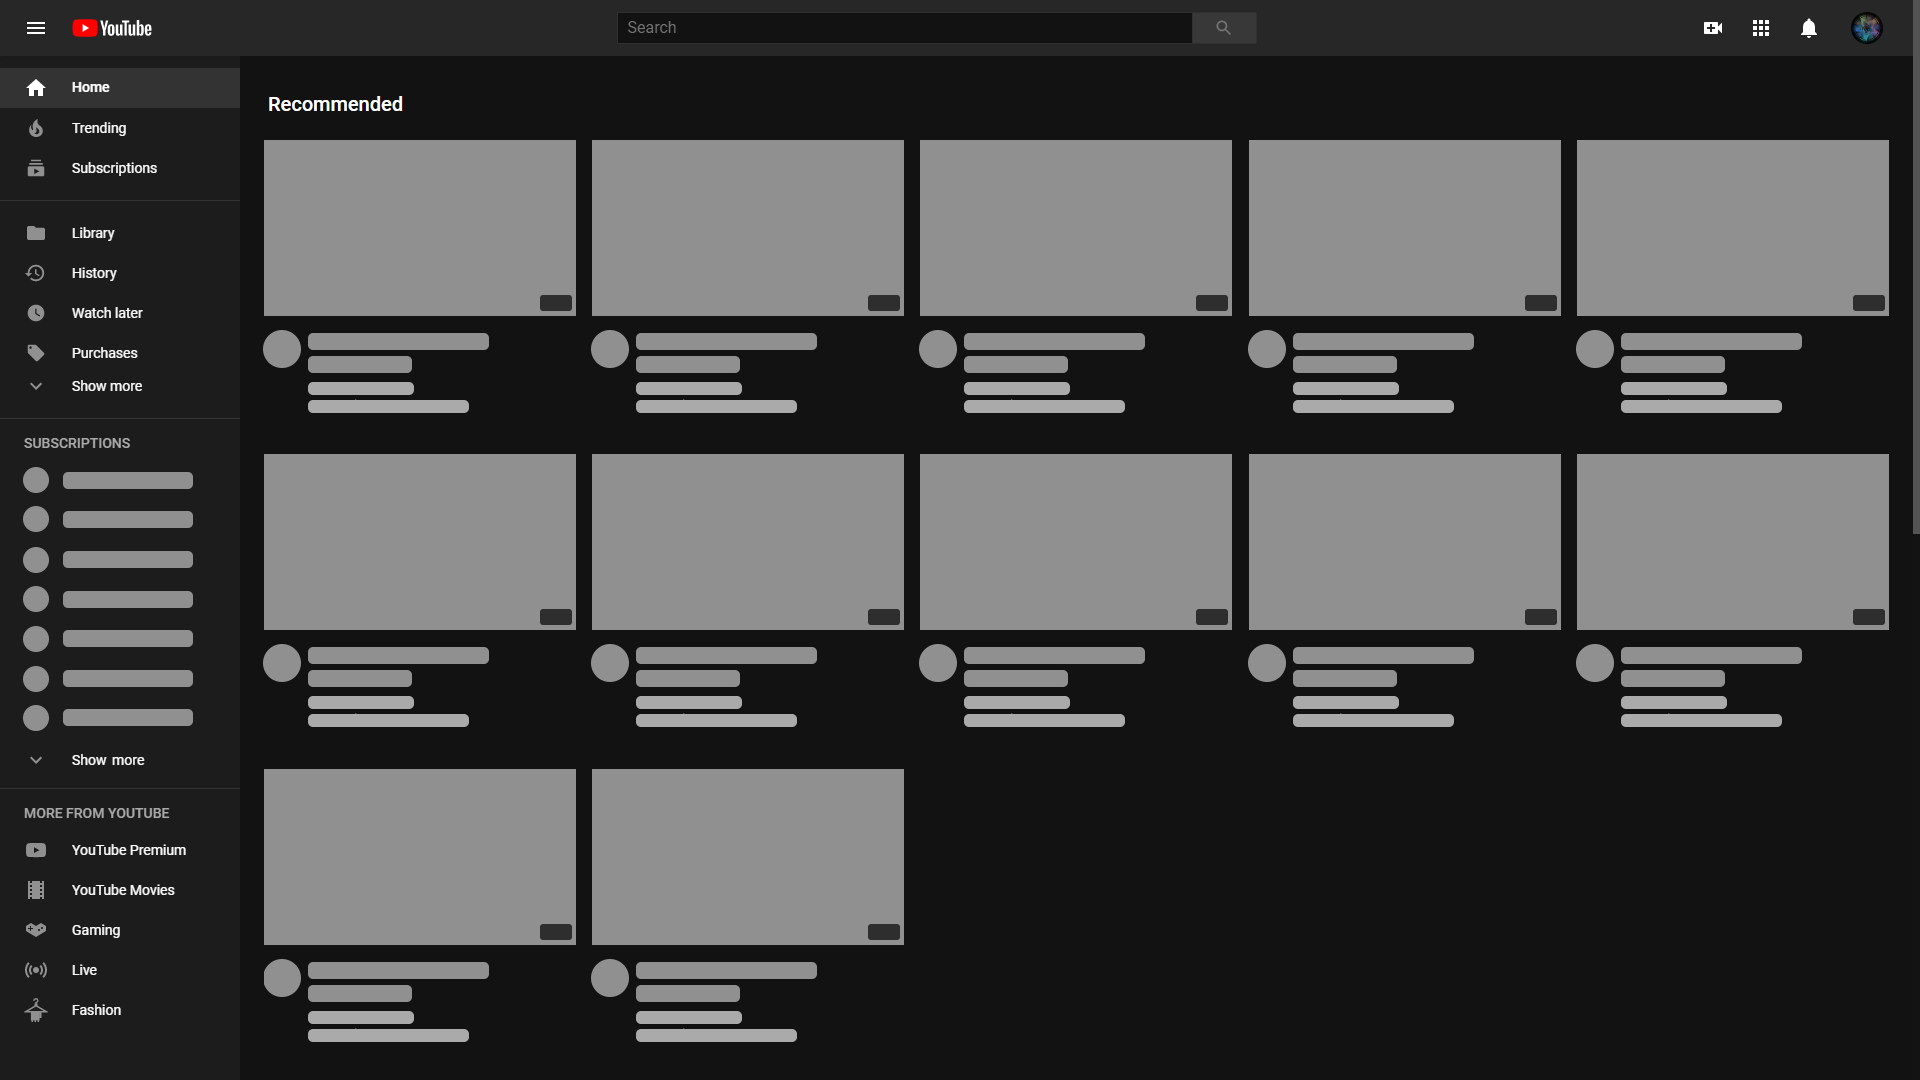 YouTube
Search
Home
Trending
Subscriptions
Library
History
Watch later
Purchases
Show more
SUBSCRIPTIONS
Show more
MORE FROM YOUTUBE
YouTube Premium
YouTube Movies
Gaming
Live
Fashion
Recommended